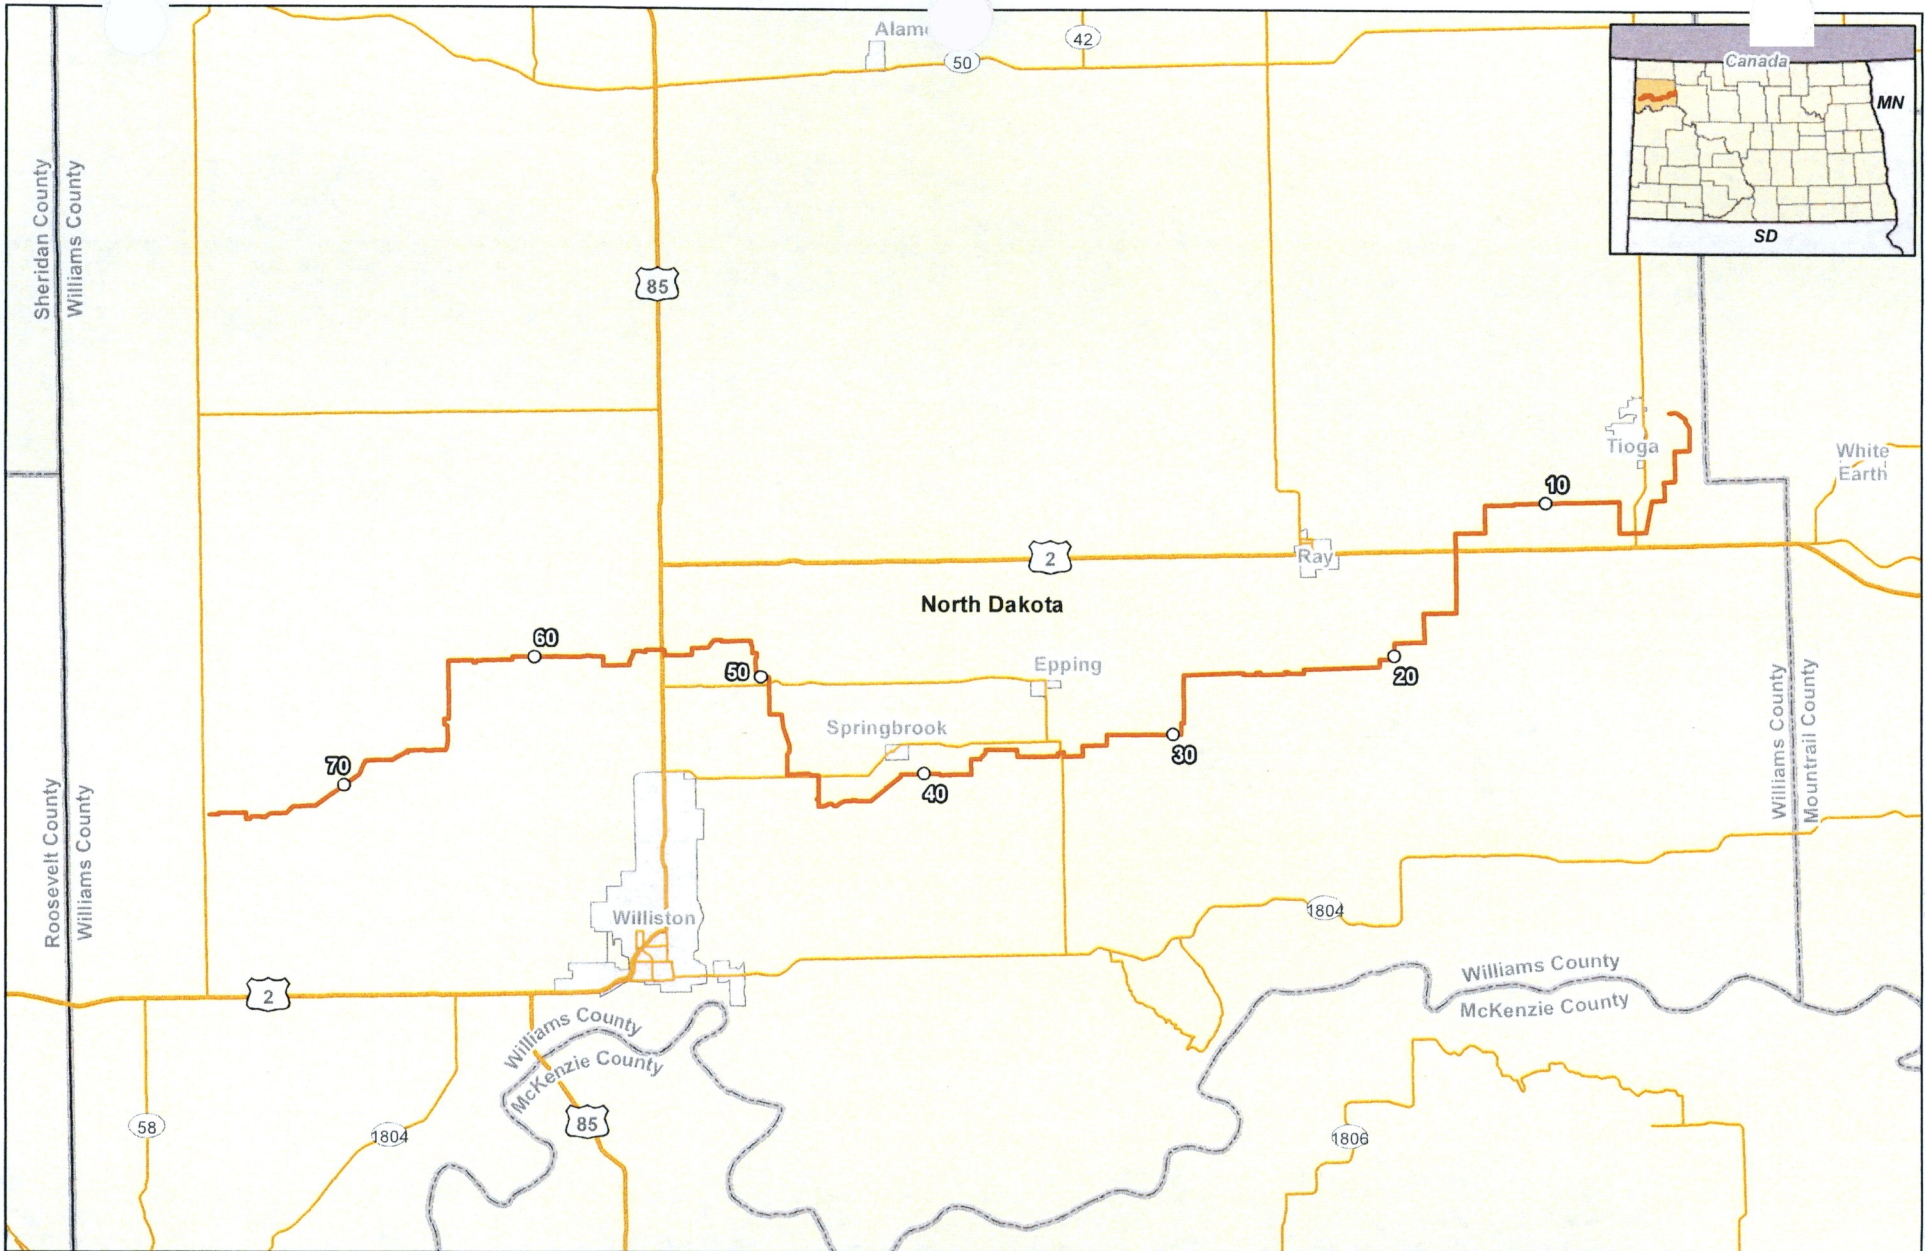 Alam
42
50
Canada
MN
SD
Sheridan County
Williams County
85
Tioga
White
Earth
10
2
Ray
North Dakota
60
50
Epping
20
Springbrook
30
70
40
Williams County
Mountrail County
Roosevelt County
Williams County
Williston
1804
2
Williams County
McKenzie County
Williams County
McKenzie County
58
1804
85
1806